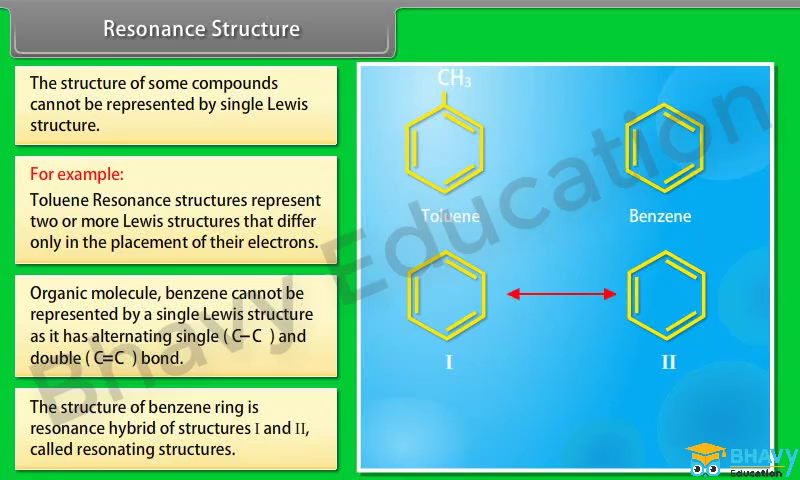 Resonance Structure
The structure of some compounds
cannot be represented by single Lewis
structure.
For example:
Toluene Resonance structures represent
two or more Lewis structures that differ
only in the placement of their electrons.
Organic molecule, benzene cannot be
represented by a single Lewis structure
as it has alternating single ( C−C ) and
double ( C=C ) bond.
The structure of benzene ring is
resonance hybrid of structures I and II,
called resonating structures.
CH₃
Toluene
Benzene
I
II
Bhavy Education
BHAVY
Education